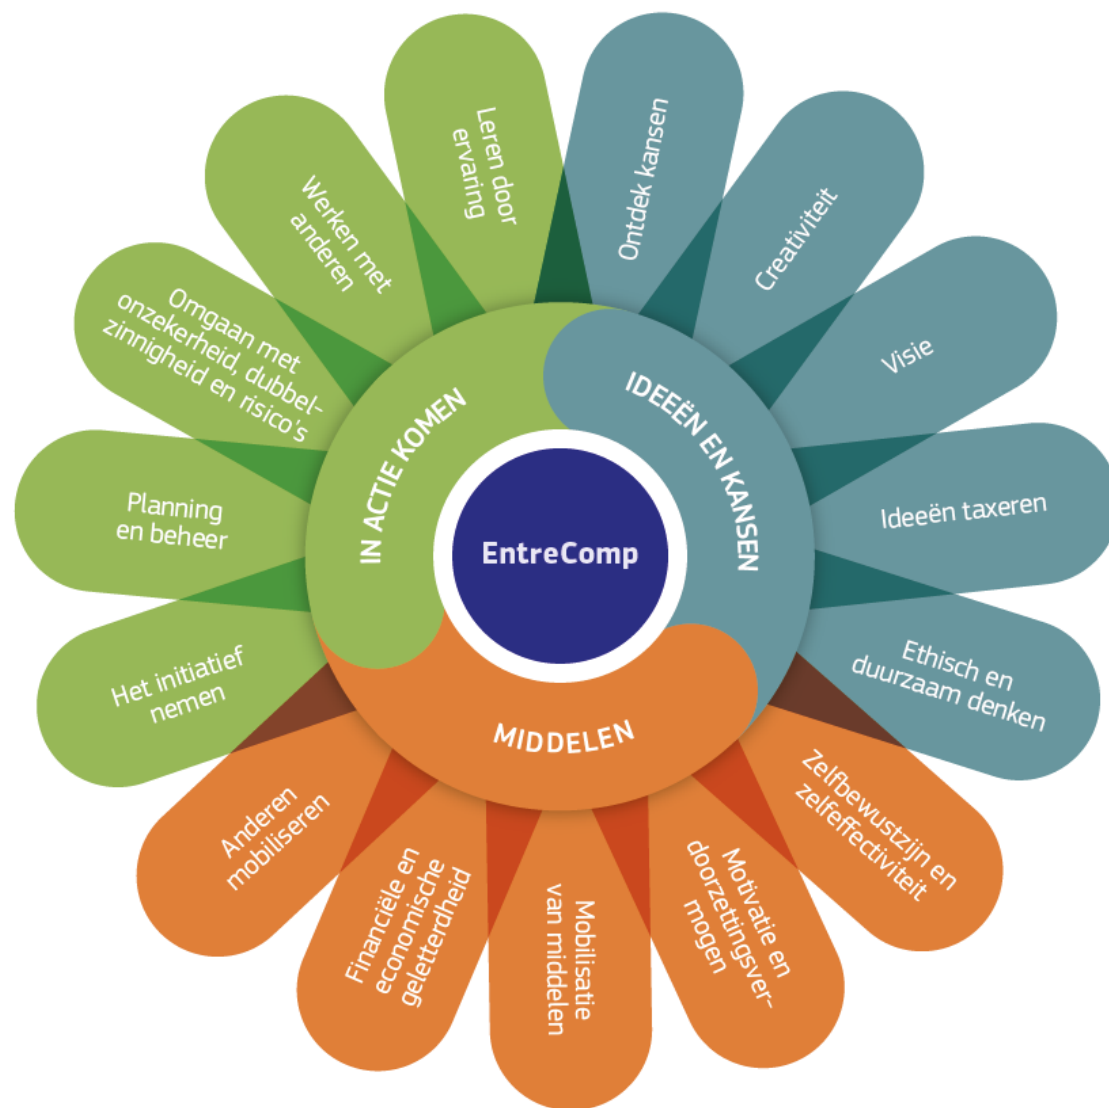 EntreComp
IDEEËN EN KANSEN
Ontdek kansen
Creativiteit
Visie
Ideeën taxeren
Ethisch en
duurzaam denken
MIDDELEN
Zelfbewustzijn en
zelfeffectiviteit
Motivatie en
doorzettingsver-
mogen
Mobilisatie
van middelen
Financiële en
economische
geletterdheid
Anderen
mobiliseren
IN ACTIE KOMEN
Het initiatief
nemen
Planning
en beheer
Omgaan met
onzekerheid, dubbel-
zinnigheid en risico's
Werken met
anderen
Leren door
ervaring